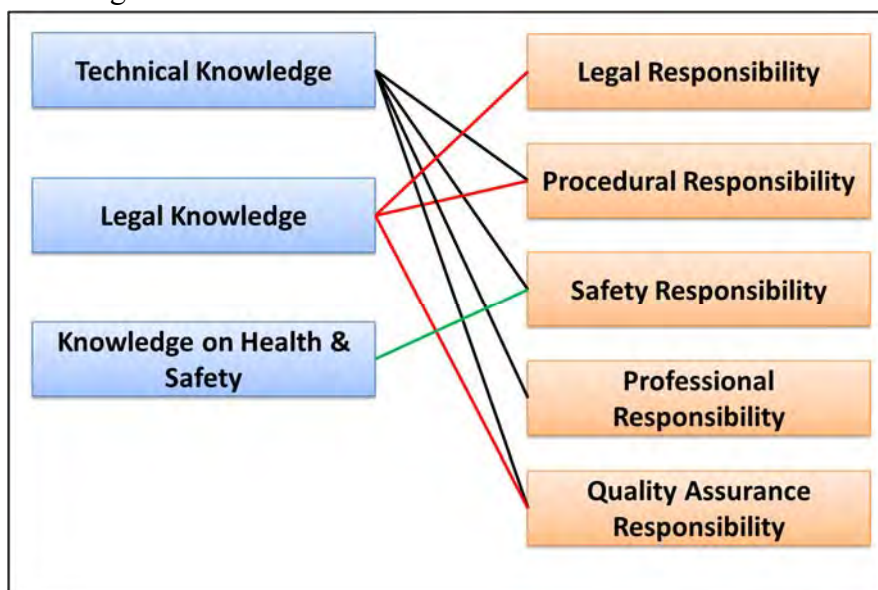 Technical Knowledge
Legal Knowledge
Knowledge on Health &
Safety
Legal Responsibility
Procedural Responsibility
Safety Responsibility
Professional
Responsibility
Quality Assurance
Responsibility